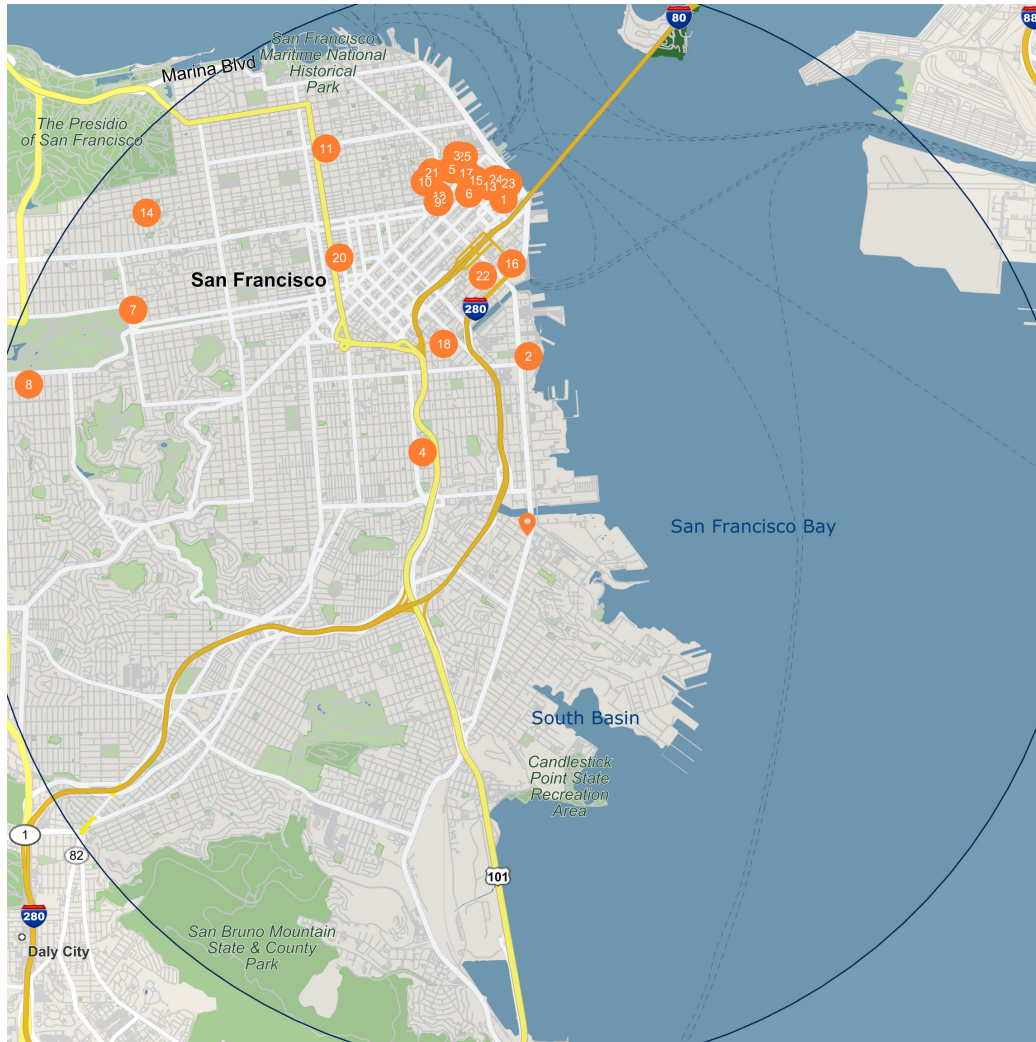 80
88
San Francisco
Maritime National
Historical
Park
Marina Blvd
The Presidio
of San Francisco
11
3
25
21
5
17
10
15
24
13
23
6
1
9
14
20
San Francisco
16
22
7
280
18
2
8
4
San Francisco Bay
South Basin
Candlestick
Point State
Recreation
Area
1
82
101
280
Daly City
San Bruno Mountain
State & County
Park